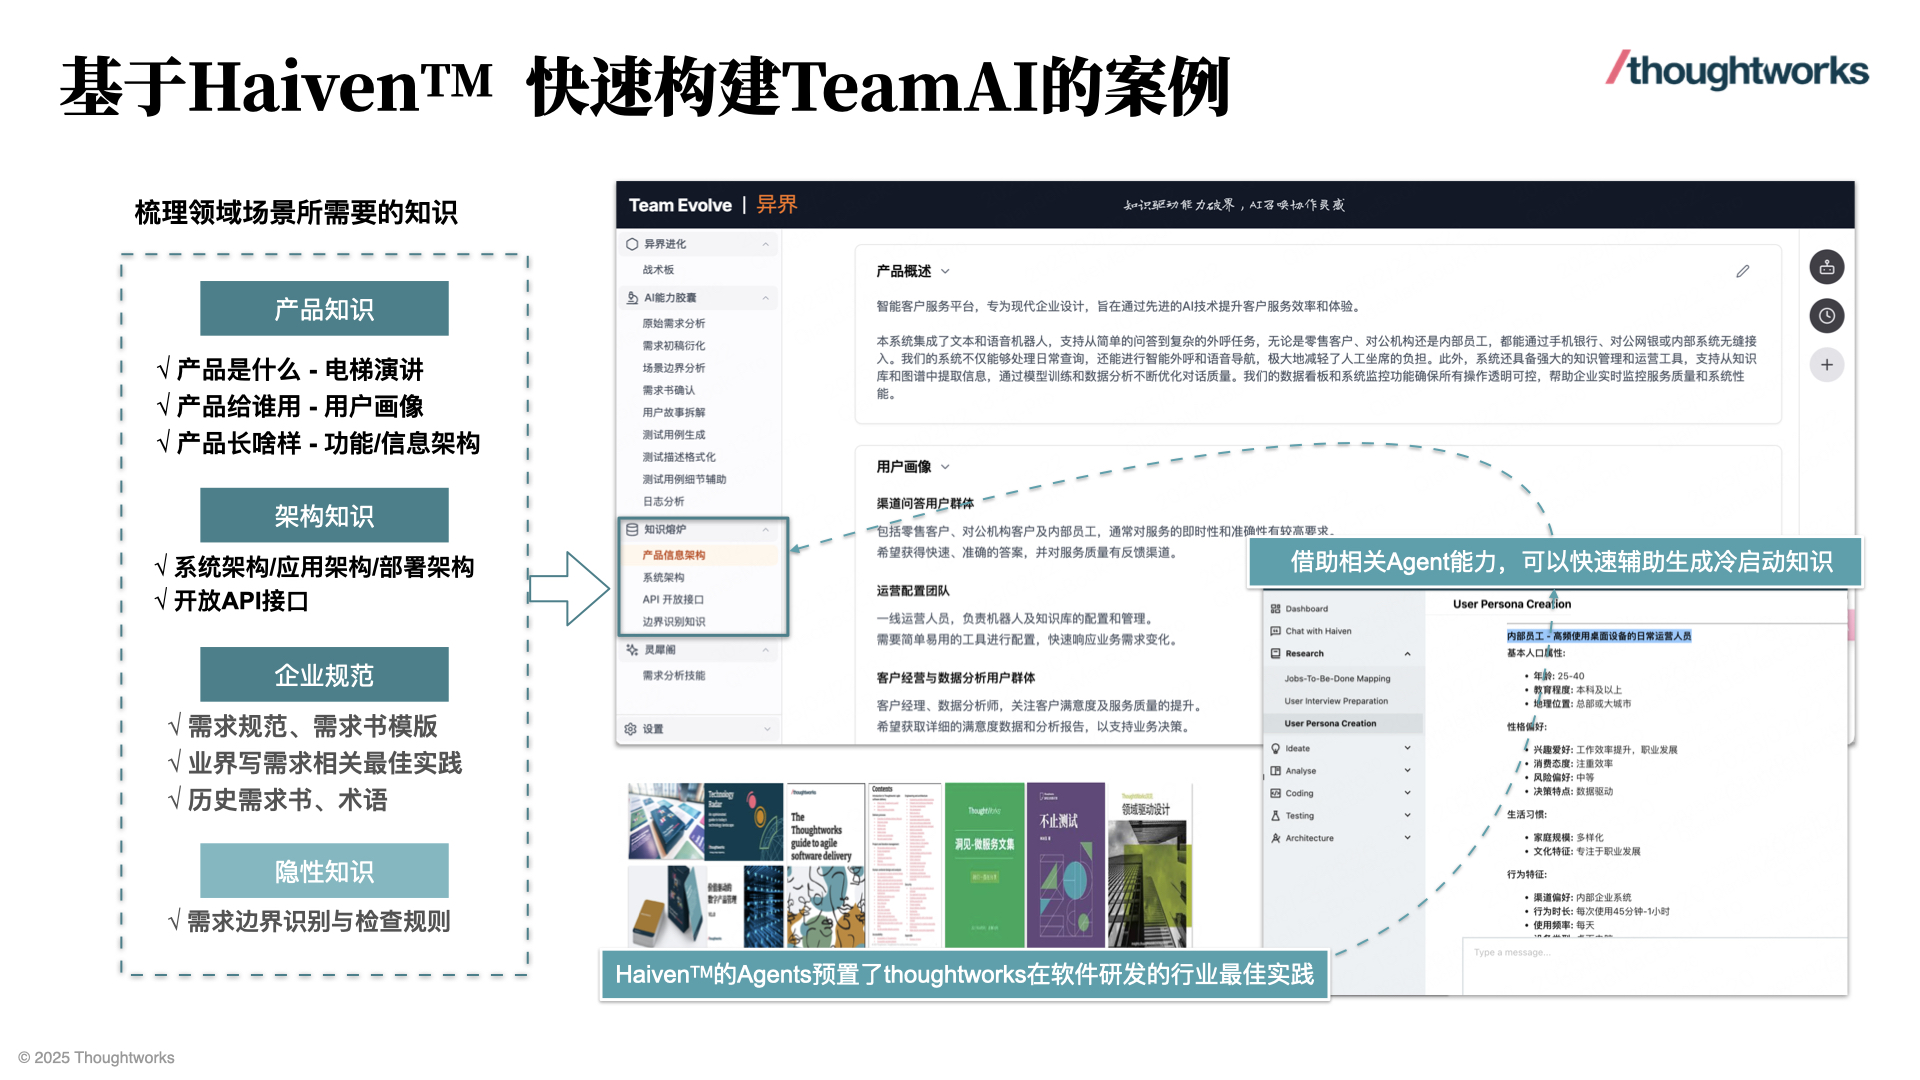 基于Haiven™ 快速构建TeamAI的案例
/thoughtworks
梳理领域场景所需要的知识
产品知识
√ 产品是什么 - 电梯演讲
√ 产品给谁用 - 用户画像
√ 产品长啥样 - 功能/信息架构
架构知识
√ 系统架构/应用架构/部署架构
√ 开放API接口
企业规范
√ 需求规范、需求书模版
√ 业界写需求相关最佳实践
√ 历史需求书、术语
隐性知识
√ 需求边界识别与检查规则
Team Evolve | 异界
知识驱动能力破界，AI召唤协作灵感
异界进化
战术板
AI能力胶囊
原始需求分析
需求初稿衍化
场景边界分析
需求书确认
用户故事拆解
测试用例生成
测试描述格式化
测试用例细节辅助
日志分析
知识熔炉
产品信息架构
系统架构
API 开放接口
边界识别知识
灵犀阁
需求分析技能
设置
产品概述
智能客户服务平台，专为现代企业设计，旨在通过先进的AI技术提升客户服务效率和体验。
本系统集成了文本和语音机器人，支持从简单的问答到复杂的外呼任务，无论是零售客户、对公机构还是内部员工，都能通过手机银行、对公网银或内部系统无缝接
入。我们的系统不仅能够处理日常查询，还能进行智能外呼和语音导航，极大地减轻了人工坐席的负担。此外，系统还具备强大的知识管理和运营工具，支持从知识
库和图谱中提取信息，通过模型训练和数据分析不断优化对话质量。我们的数据看板和系统监控功能确保所有操作透明可控，帮助企业实时监控服务质量和系统性
能。
用户画像
渠道问答用户群体
包括零售客户、对公机构客户及内部员工，通常对服务的即时性和准确性有较高要求。
希望获得快速、准确的答案，并对服务质量有反馈渠道。
运营配置团队
一线运营人员，负责机器人及知识库的配置和管理。
需要简单易用的工具进行配置，快速响应业务需求变化。
客户经营与数据分析用户群体
客户经理、数据分析师，关注客户满意度及服务质量的提升。
希望获取详细的满意度数据和分析报告，以支持业务决策。
借助相关Agent能力，可以快速辅助生成冷启动知识
Dashboard
Chat with Haiven
Research
Jobs-To-Be-Done Mapping
User Interview Preparation
User Persona Creation
Ideate
Analyse
Coding
Testing
Architecture
User Persona Creation
内部员工 - 高频使用桌面设备的日常运营人员
基本人口属性:
• 年龄: 25-40
• 教育程度: 本科及以上
• 地理位置: 总部或大城市
性格偏好:
• 兴趣爱好: 工作效率提升，职业发展
• 消费态度: 注重效率
• 风险偏好: 中等
• 决策特点: 数据驱动
生活习惯:
• 家庭规模: 多样化
• 文化特征: 专注于职业发展
行为特征:
• 渠道偏好: 内部企业系统
• 行为时长: 每次使用45分钟-1小时
• 使用频率: 每天
Type a message...
Technology
Radar
The
Thoughtworks
guide to agile
software delivery
Contents
ThoughtWorks
洞见-微服务文集
不止测试
领域驱动设计
价值驱动的
数字产品管理
Haiven™的Agents预置了thoughtworks在软件研发的行业最佳实践
© 2025 Thoughtworks